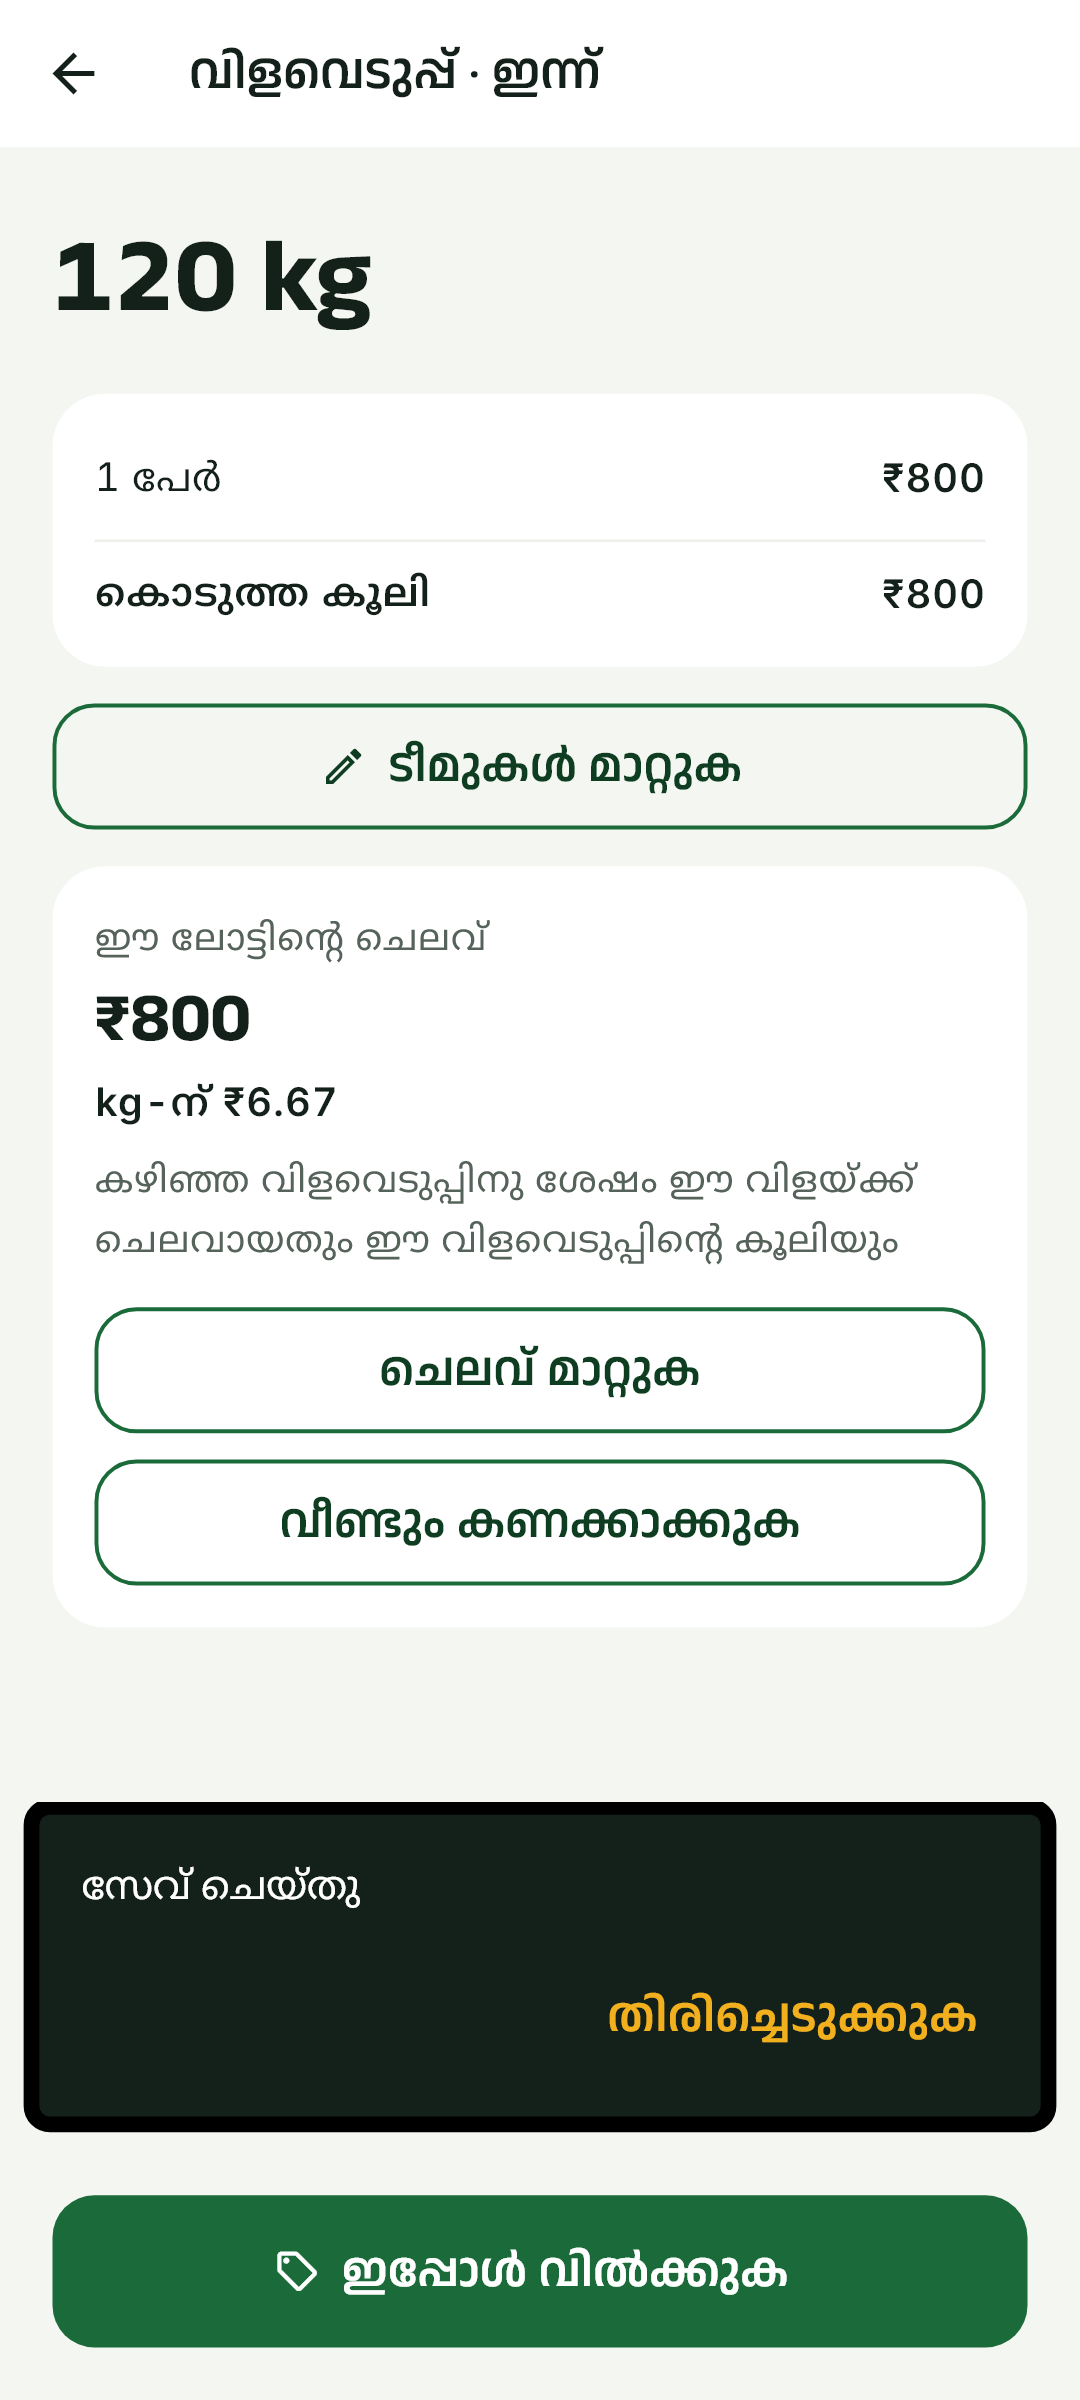 വിളവെടുപ്പ് · ഇന്ന്
120 kg
1 പേർ ₹800
കൊടുത്ത കൂലി ₹800
ടീമുകൾ മാറ്റുക
ഈ ലോട്ടിന്റെ ചെലവ്
₹800
kg-ന് ₹6.67
കഴിഞ്ഞ വിളവെടുപ്പിനു ശേഷം ഈ വിളയ്ക്ക്
ചെലവായതും ഈ വിളവെടുപ്പിന്റെ കൂലിയും
ചെലവ് മാറ്റുക
വീണ്ടും കണക്കാക്കുക
സേവ് ചെയ്തു
തിരിച്ചെടുക്കുക
ഇപ്പോൾ വിൽക്കുക